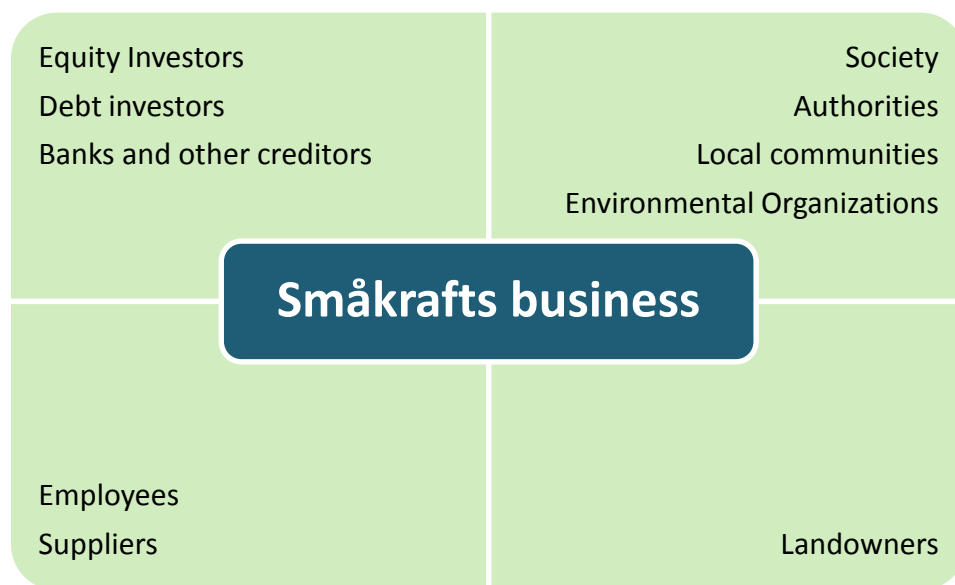 Equity Investors
Debt investors
Banks and other creditors
Society
Authorities
Local communities
Environmental Organizations
Småkrafts business
Employees
Suppliers
Landowners